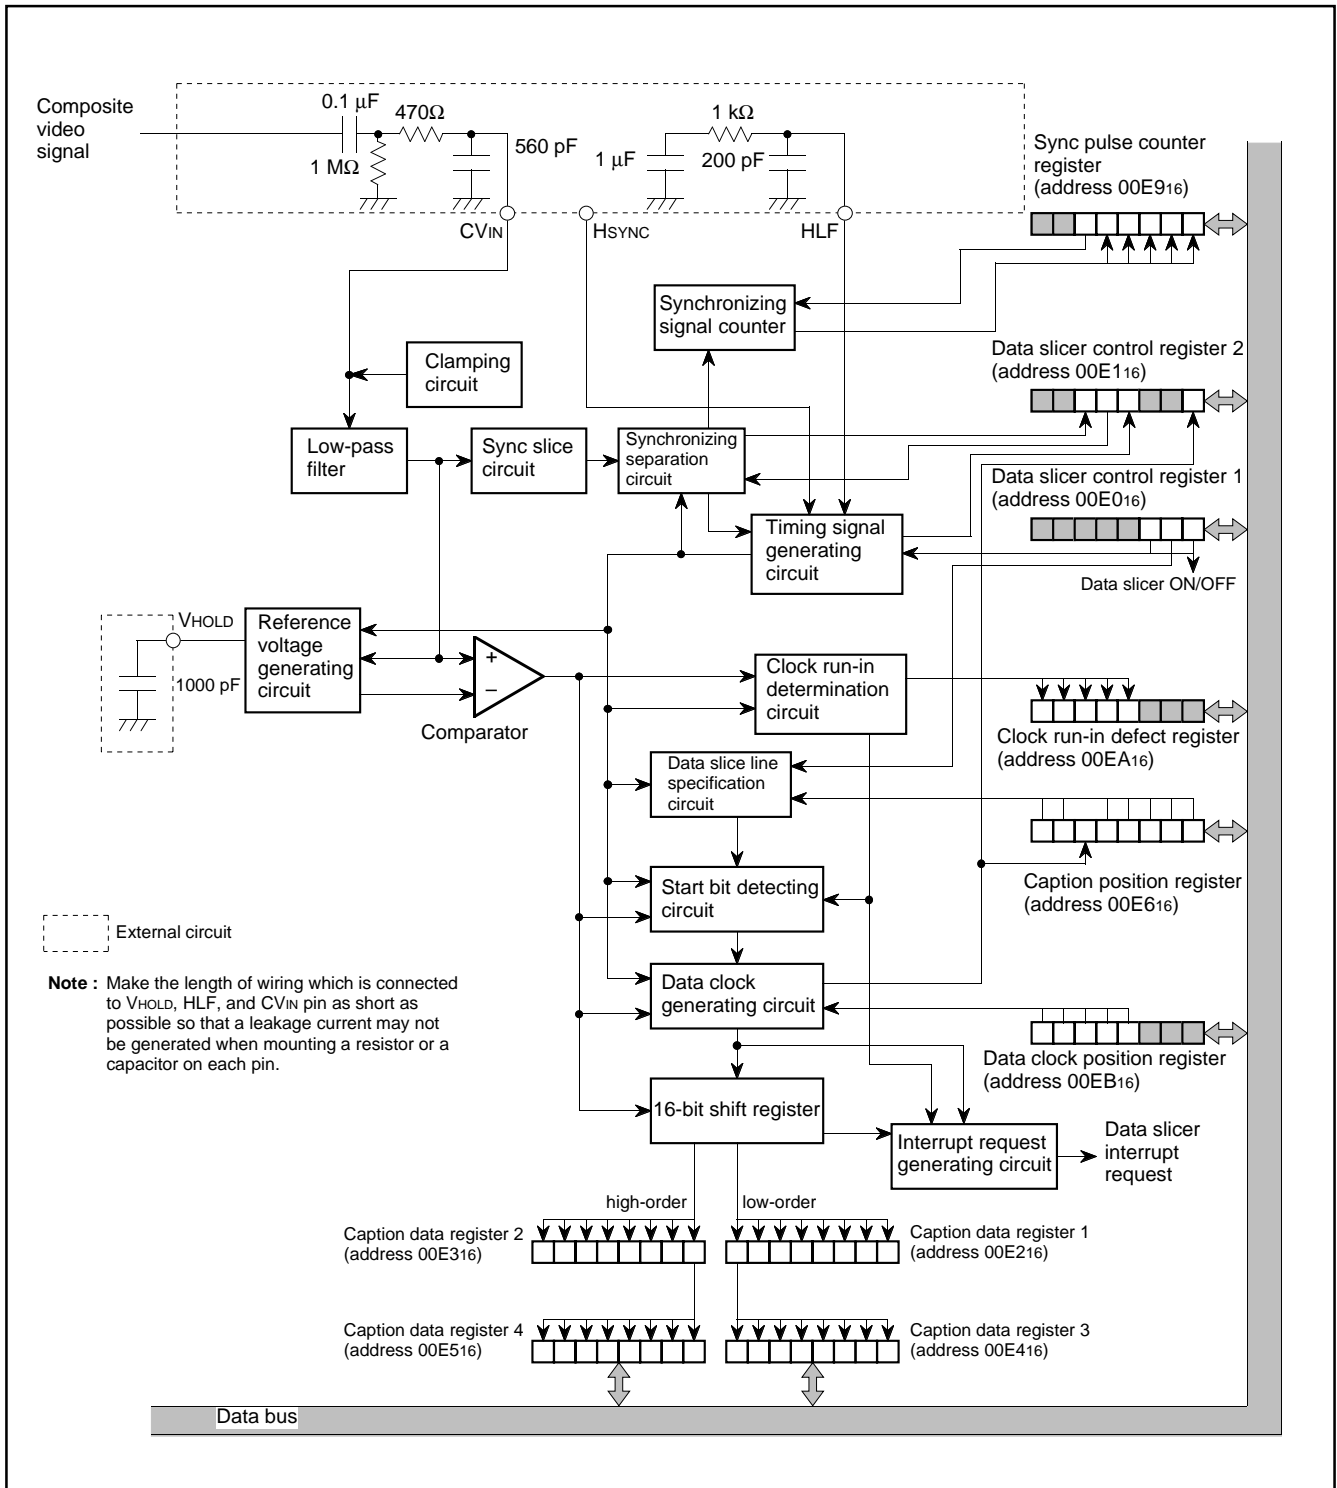 Composite
video
signal
0.1 μF
470Ω
1 MΩ
560 pF
1 kΩ
1 μF
200 pF
CVIN
HSYNC
HLF
Sync pulse counter
register
(address 00E916)
Synchronizing
signal counter
Data slicer control register 2
(address 00E116)
Clamping
circuit
Low-pass
filter
Sync slice
circuit
Synchronizing
separation
circuit
Data slicer control register 1
(address 00E016)
Timing signal
generating
circuit
Data slicer ON/OFF
VHOLD
1000 pF
Reference
voltage
generating
circuit
+
−
Comparator
Clock run-in
determination
circuit
Clock run-in defect register
(address 00EA16)
Data slice line
specification
circuit
Start bit detecting
circuit
Caption position register
(address 00E616)
External circuit
Note : Make the length of wiring which is connected
to VHOLD, HLF, and CVIN pin as short as
possible so that a leakage current may not
be generated when mounting a resistor or a
capacitor on each pin.
Data clock
generating circuit
Data clock position register
(address 00EB16)
16-bit shift register
Interrupt request
generating circuit
Data slicer
interrupt
request
high-order
low-order
Caption data register 2
(address 00E316)
Caption data register 1
(address 00E216)
Caption data register 4
(address 00E516)
Caption data register 3
(address 00E416)
Data bus